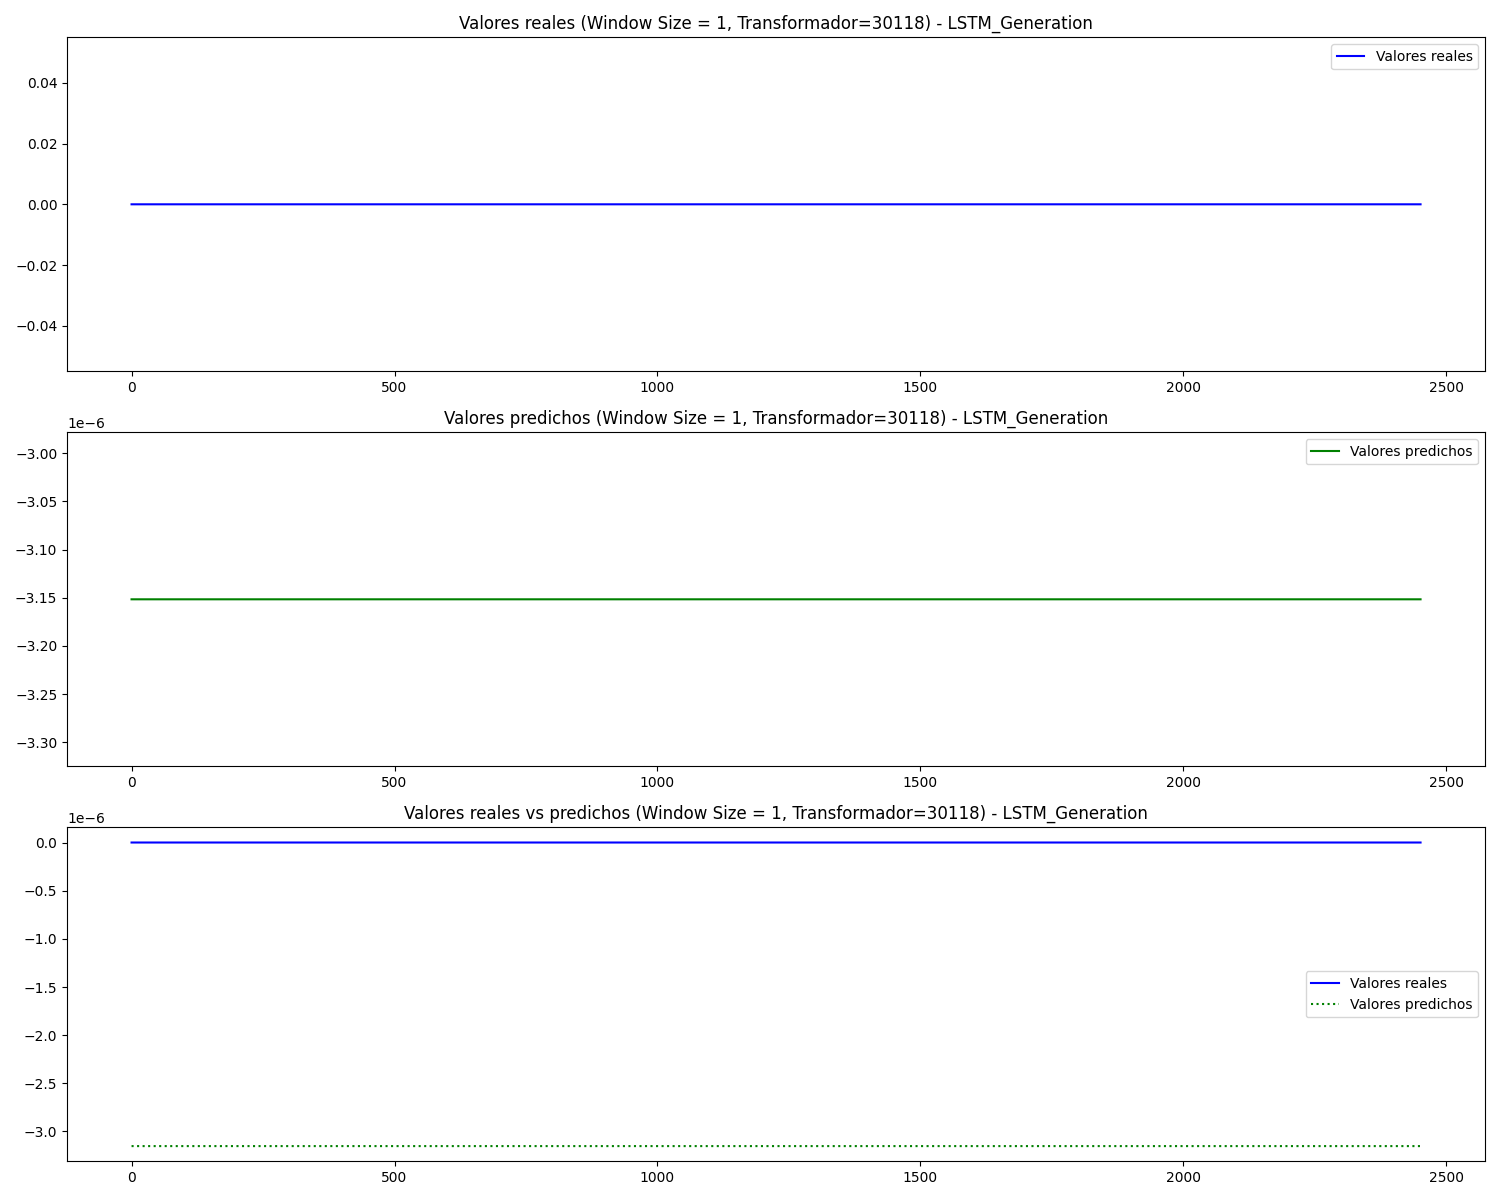 Valores reales (Window Size = 1, Transformador=30118) - LSTM_Generation
Valores reales
0.04
0.02
0.00
−0.02
−0.04
0 500 1000 1500 2000 2500
Valores predichos (Window Size = 1, Transformador=30118) - LSTM_Generation
1e−6
Valores predichos
−3.00
−3.05
−3.10
−3.15
−3.20
−3.25
−3.30
0 500 1000 1500 2000 2500
Valores reales vs predichos (Window Size = 1, Transformador=30118) - LSTM_Generation
1e−6
0.0
−0.5
−1.0
−1.5
−2.0
−2.5
−3.0
Valores reales
Valores predichos
0 500 1000 1500 2000 2500